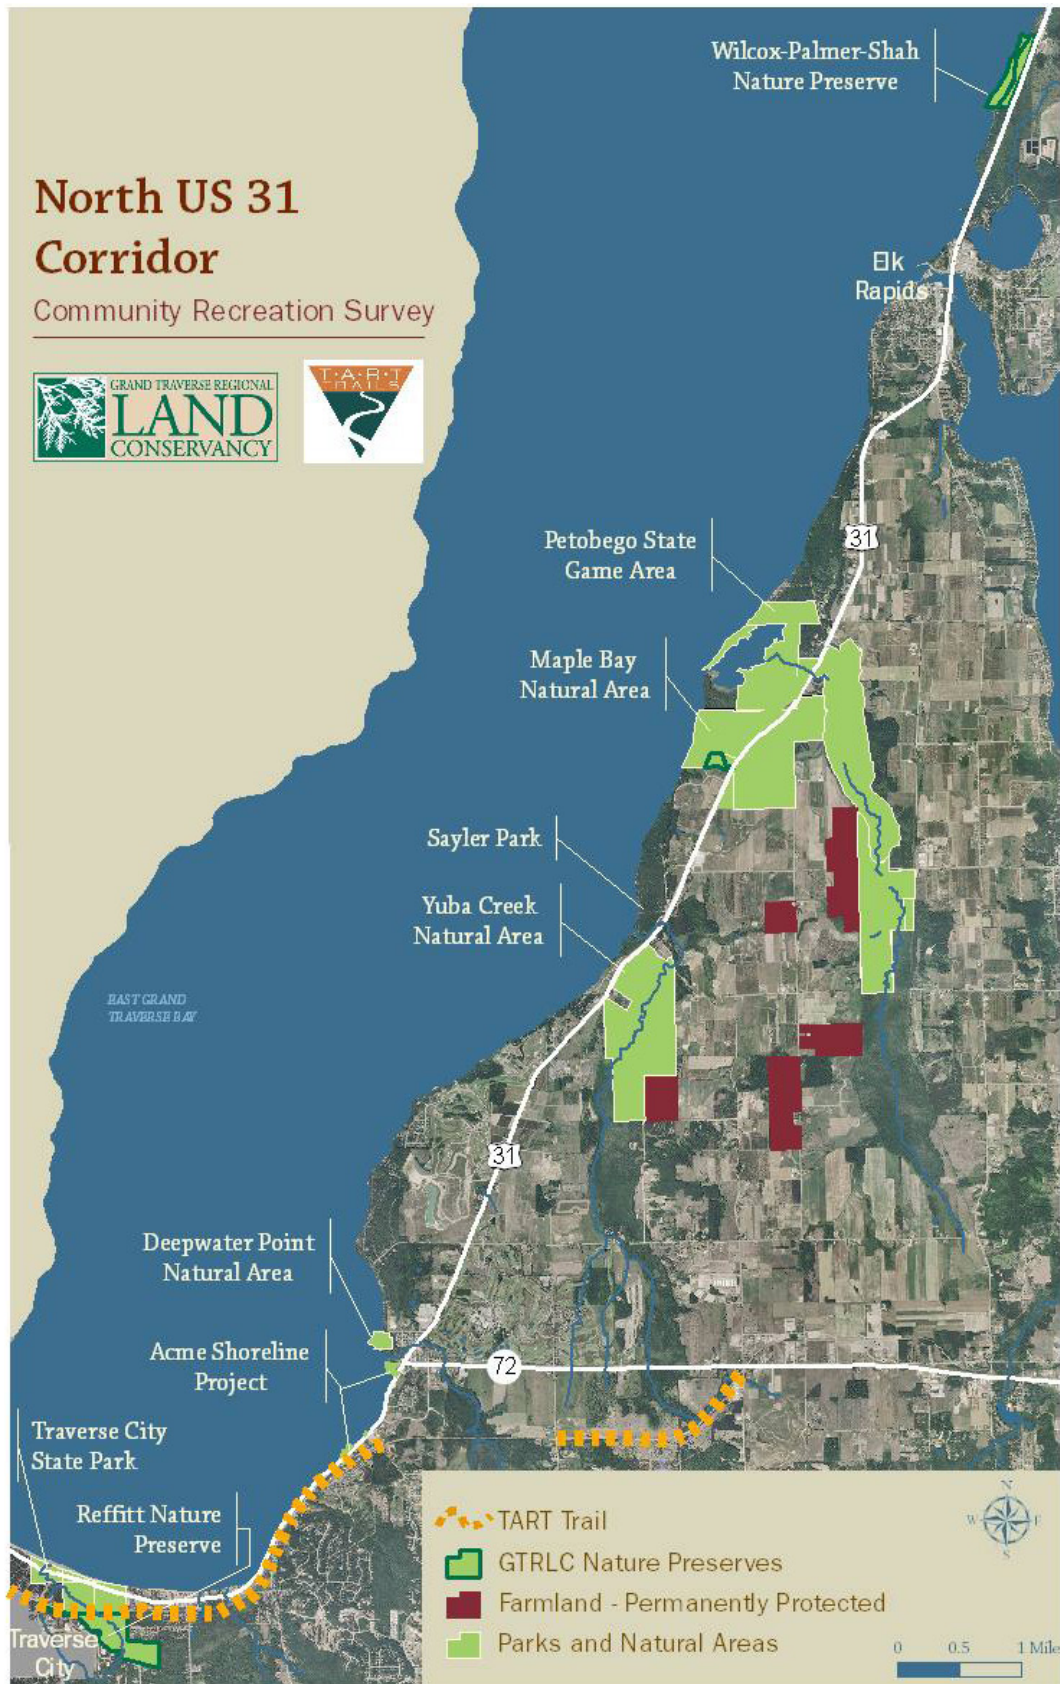 Wilcox-Palmer-Shah
Nature Preserve
North US 31
Corridor
Community Recreation Survey
GRAND TRAVERSE REGIONAL
LAND
CONSERVANCY
T·A·R·T
TRAILS
Elk
Rapids
31
Petobego State
Game Area
Maple Bay
Natural Area
Sayler Park
Yuba Creek
Natural Area
EAST GRAND
TRAVERSE BAY
31
Deepwater Point
Natural Area
Acme Shoreline
Project
72
Traverse City
State Park
Reffitt Nature
Preserve
Traverse
City
TART Trail
GTRLC Nature Preserves
Farmland - Permanently Protected
Parks and Natural Areas
N
W E
S
0 0.5 1 Mile